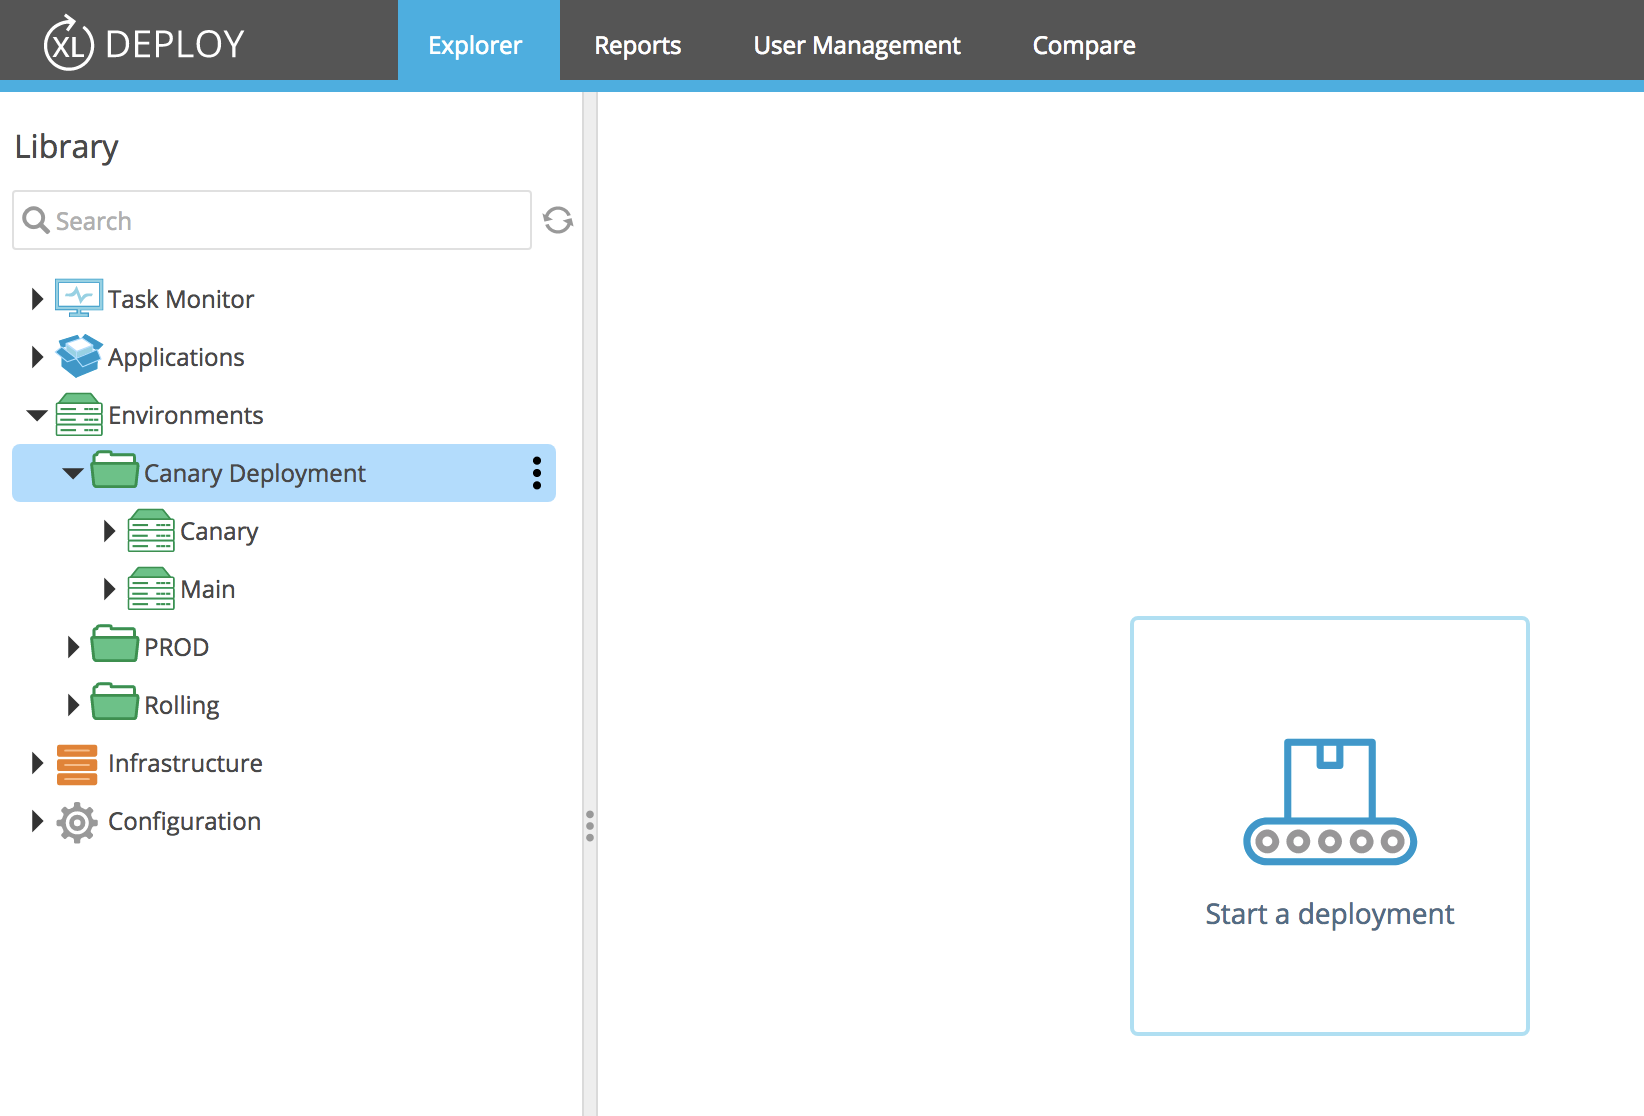 XL DEPLOY
Explorer
Reports
User Management
Compare
Library
Search
Task Monitor
Applications
Environments
Canary Deployment
Canary
Main
PROD
Rolling
Infrastructure
Configuration
Start a deployment